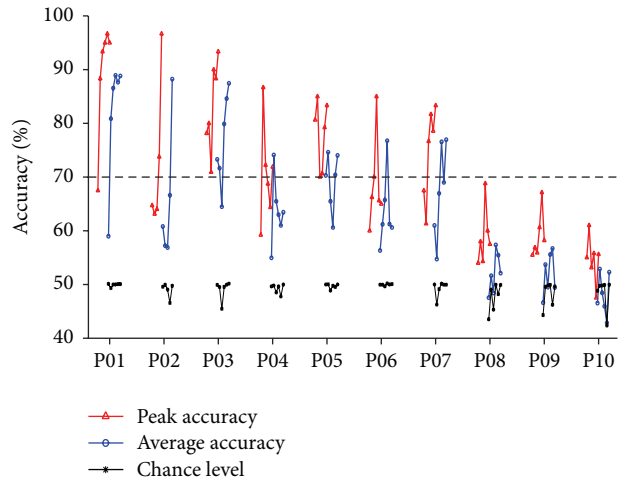 100
90
80
70
60
50
40
Accuracy (%)
P01 P02 P03 P04 P05 P06 P07 P08 P09 P10
Peak accuracy
Average accuracy
Chance level